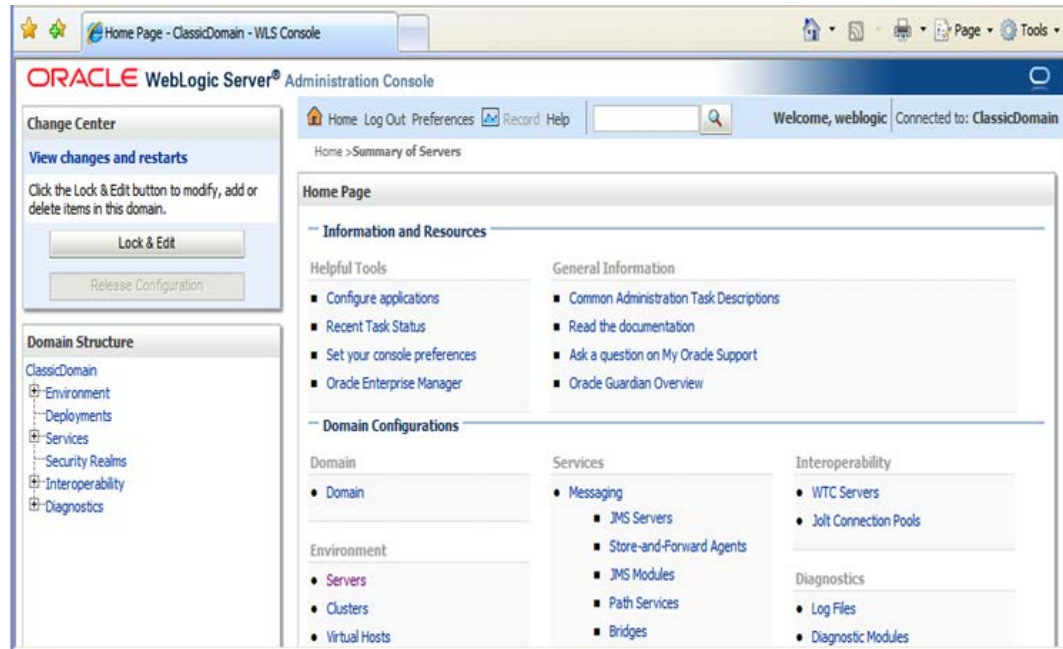 Home Page - ClassicDomain - WLS Console
Page
Tools
ORACLE WebLogic Server® Administration Console
Change Center
View changes and restarts
Click the Lock & Edit button to modify, add or
delete items in this domain.
Lock & Edit
Release Configuration
Domain Structure
ClassicDomain
Environment
Deployments
Services
Security Realms
Interoperability
Diagnostics
Home Log Out Preferences Record Help
Welcome, weblogic Connected to: ClassicDomain
Home >Summary of Servers
Home Page
Information and Resources
Helpful Tools
Configure applications
Recent Task Status
Set your console preferences
Oracle Enterprise Manager
General Information
Common Administration Task Descriptions
Read the documentation
Ask a question on My Oracle Support
Oracle Guardian Overview
Domain Configurations
Domain
Domain
Environment
Servers
Clusters
Virtual Hosts
Services
Messaging
JMS Servers
Store-and-Forward Agents
JMS Modules
Path Services
Bridges
Interoperability
WTC Servers
Jolt Connection Pools
Diagnostics
Log Files
Diagnostic Modules